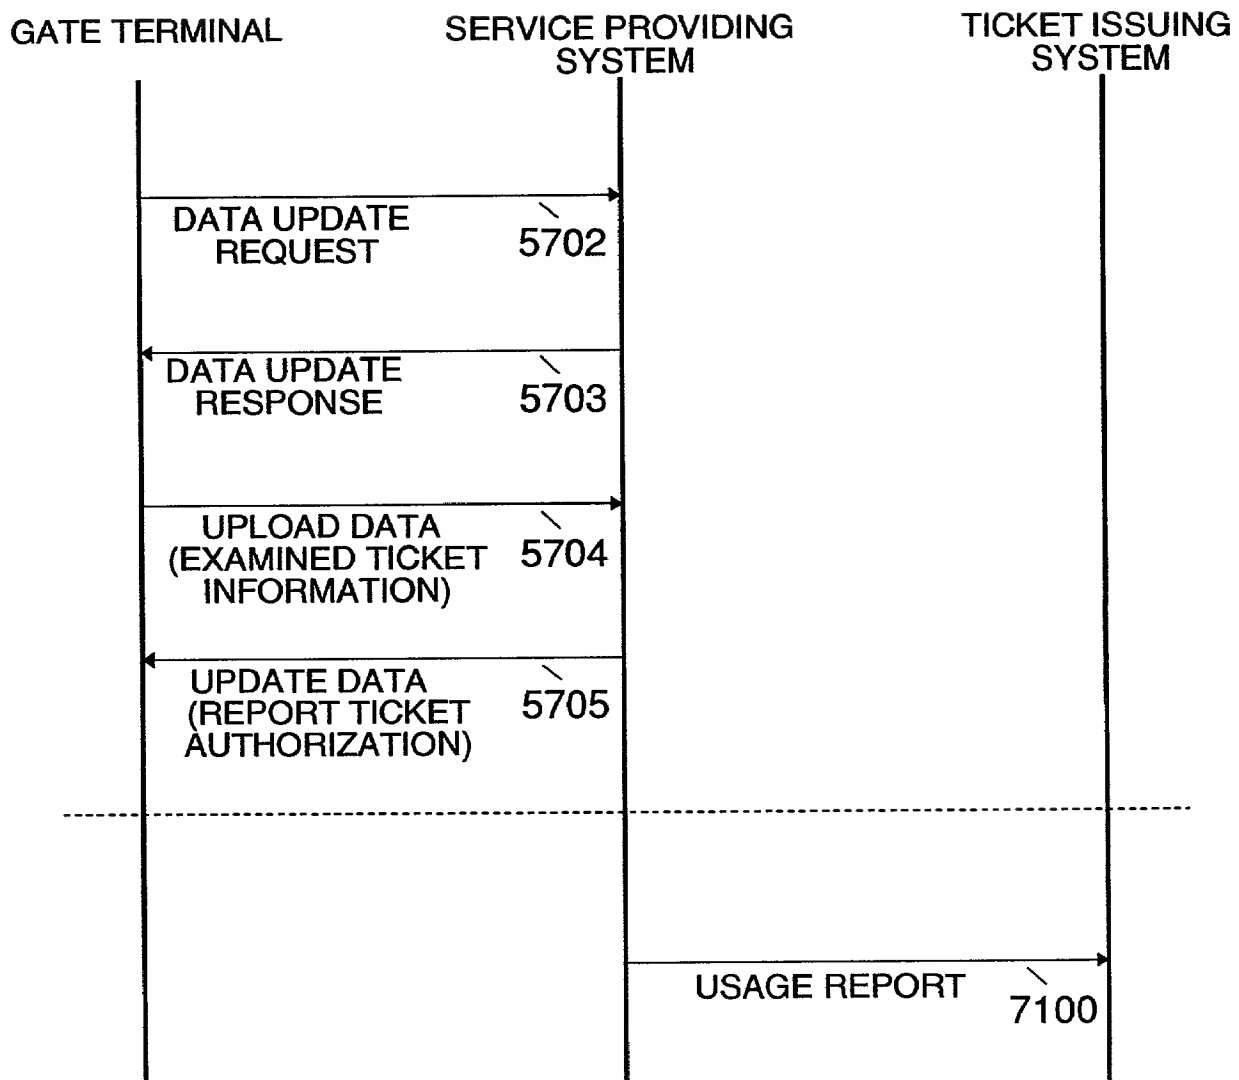 GATE TERMINAL
SERVICE PROVIDING
SYSTEM
TICKET ISSUING
SYSTEM
DATA UPDATE
REQUEST
5702
DATA UPDATE
RESPONSE
5703
UPLOAD DATA
(EXAMINED TICKET
INFORMATION)
5704
UPDATE DATA
(REPORT TICKET
AUTHORIZATION)
5705
USAGE REPORT
7100